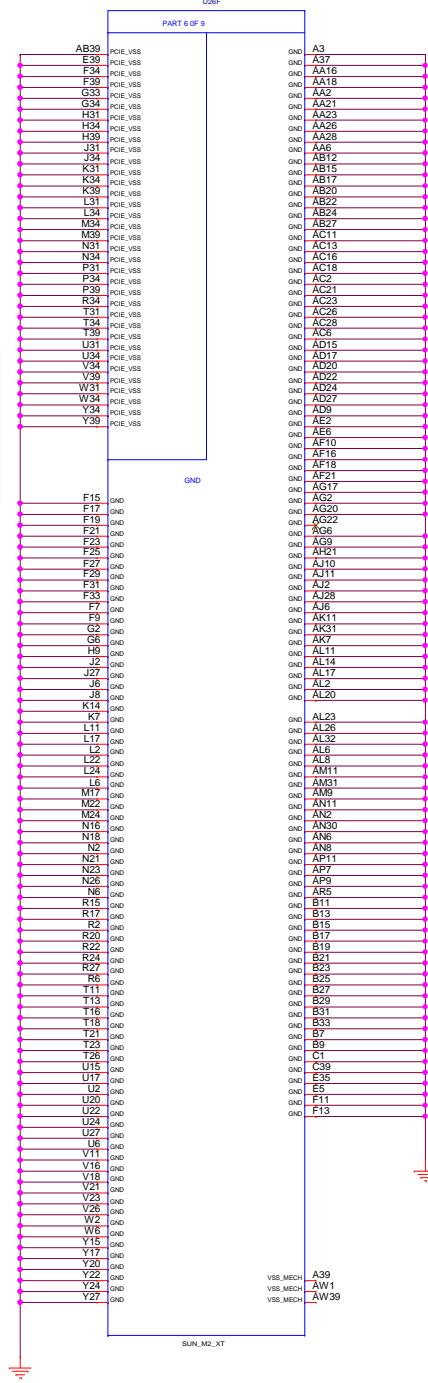 U26F
PART 6 0F 9
AB39 PCIE_VSS
E39 PCIE_VSS
F34 PCIE_VSS
F39 PCIE_VSS
G33 PCIE_VSS
G34 PCIE_VSS
H31 PCIE_VSS
H34 PCIE_VSS
H39 PCIE_VSS
J31 PCIE_VSS
J34 PCIE_VSS
K31 PCIE_VSS
K34 PCIE_VSS
K39 PCIE_VSS
L31 PCIE_VSS
L34 PCIE_VSS
M34 PCIE_VSS
M39 PCIE_VSS
N31 PCIE_VSS
N34 PCIE_VSS
P31 PCIE_VSS
P34 PCIE_VSS
P39 PCIE_VSS
R34 PCIE_VSS
T31 PCIE_VSS
T34 PCIE_VSS
T39 PCIE_VSS
U31 PCIE_VSS
U34 PCIE_VSS
V34 PCIE_VSS
V39 PCIE_VSS
W31 PCIE_VSS
W34 PCIE_VSS
Y34 PCIE_VSS
Y39 PCIE_VSS
GND
F15 GND
F17 GND
F19 GND
F21 GND
F23 GND
F25 GND
F27 GND
F29 GND
F31 GND
F33 GND
F7 GND
F9 GND
G2 GND
G6 GND
H9 GND
J2 GND
J27 GND
J6 GND
J8 GND
K14 GND
K7 GND
L11 GND
L17 GND
L2 GND
L22 GND
L24 GND
L6 GND
M17 GND
M22 GND
M24 GND
N16 GND
N18 GND
N2 GND
N21 GND
N23 GND
N26 GND
N6 GND
R15 GND
R17 GND
R2 GND
R20 GND
R22 GND
R24 GND
R27 GND
R6 GND
T11 GND
T13 GND
T16 GND
T18 GND
T21 GND
T23 GND
T26 GND
U15 GND
U17 GND
U2 GND
U20 GND
U22 GND
U24 GND
U27 GND
U6 GND
V11 GND
V16 GND
V18 GND
V21 GND
V23 GND
V26 GND
W2 GND
W6 GND
Y15 GND
Y17 GND
Y20 GND
Y22 GND
Y24 GND
Y27 GND
GND A3
GND A37
GND AA16
GND AA18
GND AA2
GND AA21
GND AA23
GND AA26
GND AA28
GND AA6
GND AB12
GND AB15
GND AB17
GND AB20
GND AB22
GND AB24
GND AB27
GND AC11
GND AC13
GND AC16
GND AC18
GND AC2
GND AC21
GND AC23
GND AC26
GND AC28
GND AC6
GND AD15
GND AD17
GND AD20
GND AD22
GND AD24
GND AD27
GND AD9
GND AE2
GND AE6
GND AF10
GND AF16
GND AF18
GND AF21
GND AG17
GND AG2
GND AG20
GND AG22
GND AG6
GND AG9
GND AH21
GND AJ10
GND AJ11
GND AJ2
GND AJ28
GND AJ6
GND AK11
GND AK31
GND AK7
GND AL11
GND AL14
GND AL17
GND AL2
GND AL20
GND AL23
GND AL26
GND AL32
GND AL6
GND AL8
GND AM11
GND AM31
GND AM9
GND AN11
GND AN2
GND AN30
GND AN6
GND AN8
GND AP11
GND AP7
GND AP9
GND AR5
GND B11
GND B13
GND B15
GND B17
GND B19
GND B21
GND B23
GND B25
GND B27
GND B29
GND B31
GND B33
GND B7
GND B9
GND C1
GND C39
GND E35
GND E5
GND F11
GND F13
VSS_MECH A39
VSS_MECH AW1
VSS_MECH AW39
SUN_M2_XT